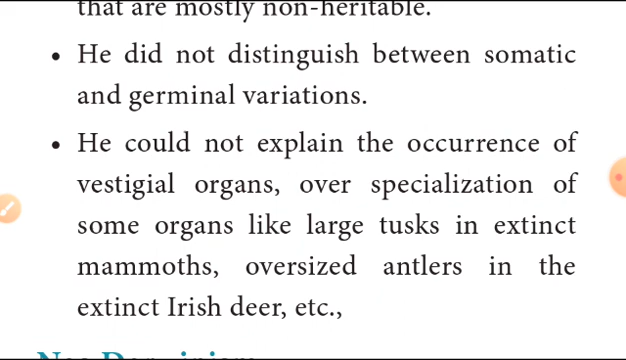 that are mostly non-heritable.
• He did not distinguish between somatic
and germinal variations.
• He could not explain the occurrence of
vestigial organs, over specialization of
some organs like large tusks in extinct
mammoths, oversized antlers in the
extinct Irish deer, etc.,